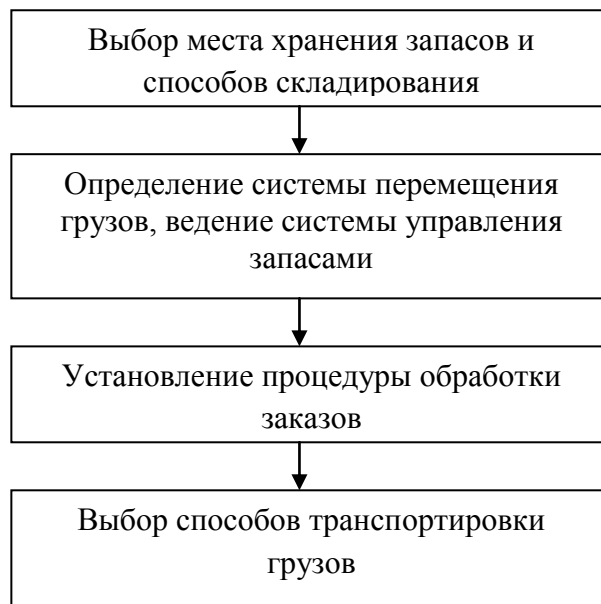 Выбор места хранения запасов и
способов складирования
Определение системы перемещения
грузов, ведение системы управления
запасами
Установление процедуры обработки
заказов
Выбор способов транспортировки
грузов